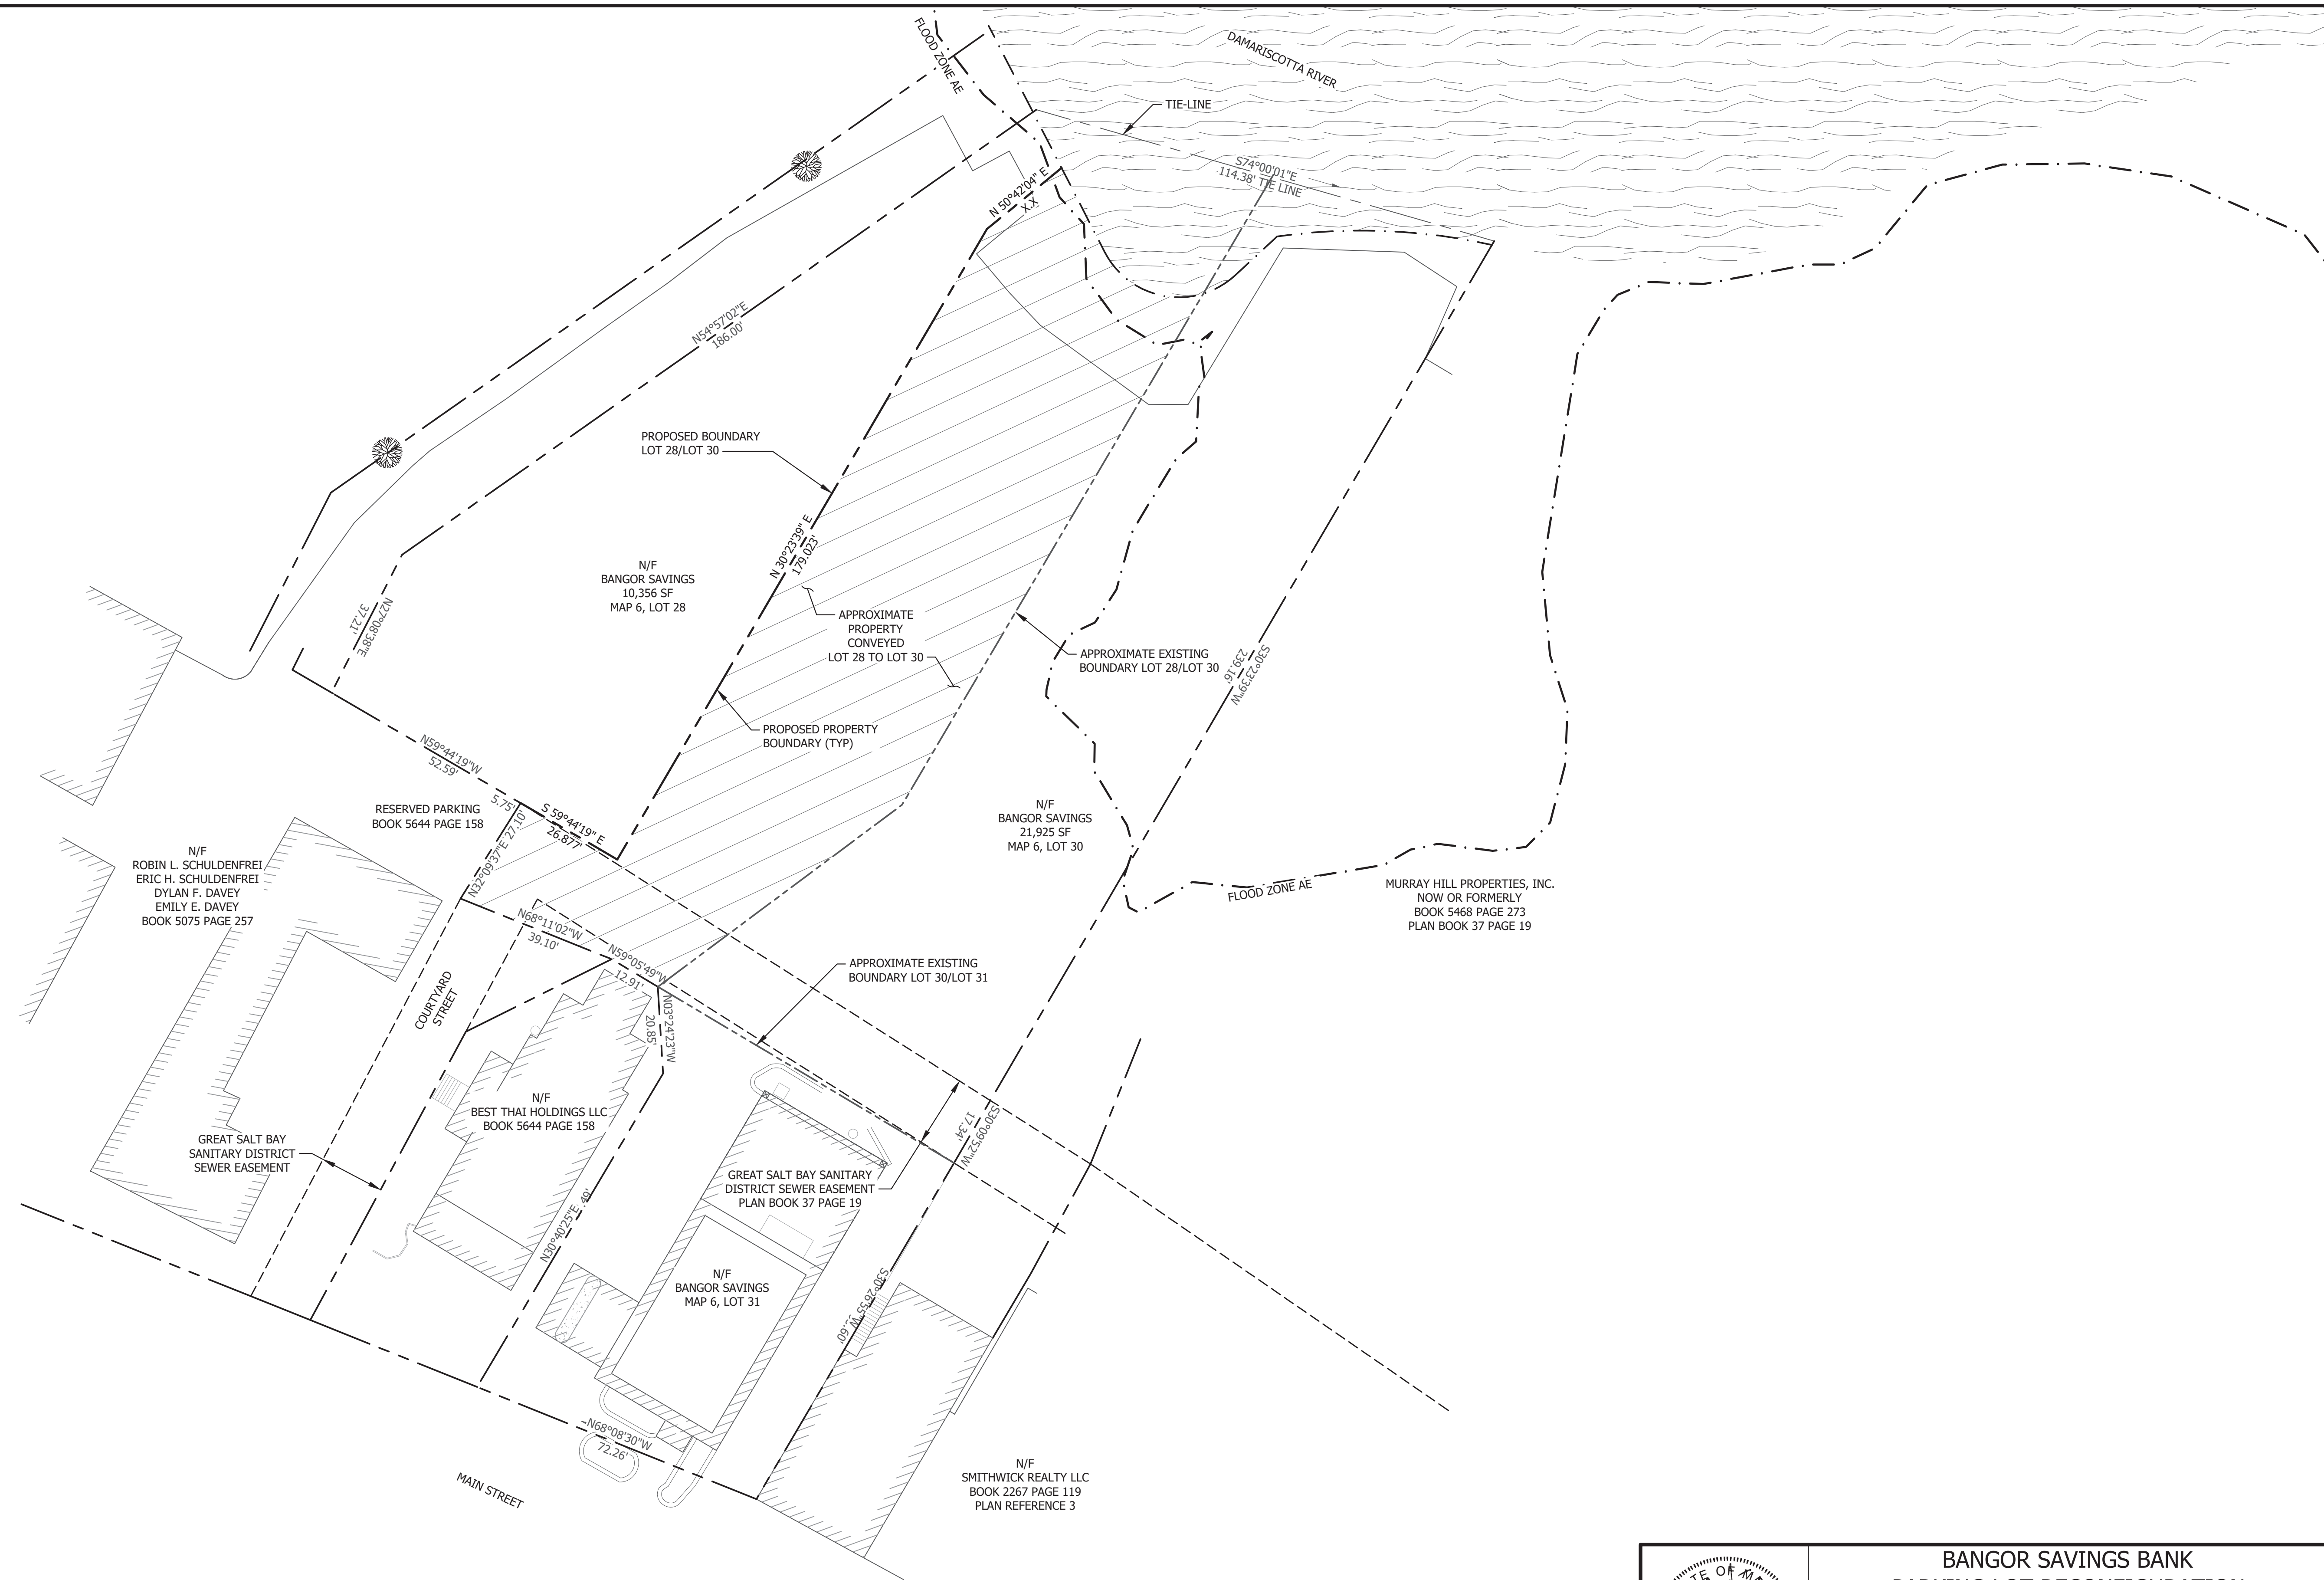 FLOOD ZONE AE
DAMARISCOTTA RIVER
TIE-LINE
S74°00'01"E
114.38' TIE LINE
N 50°42'04" E
X.X
N54°57'02"E
186.00'
PROPOSED BOUNDARY
LOT 28/LOT 30
N 30°23'39" E
179.023'
N/F
BANGOR SAVINGS
10,356 SF
MAP 6, LOT 28
N27°08'38"E
37.21'
APPROXIMATE
PROPERTY
CONVEYED
LOT 28 TO LOT 30
APPROXIMATE EXISTING
BOUNDARY LOT 28/LOT 30
S30°23'39"W
239.16'
PROPOSED PROPERTY
BOUNDARY (TYP)
N59°44'19"W
52.59'
RESERVED PARKING
BOOK 5644 PAGE 158
5.75'
S 59°44'19" E
26.877'
N32°09'37"E 27.10'
N/F
BANGOR SAVINGS
21,925 SF
MAP 6, LOT 30
N/F
ROBIN L. SCHULDENFREI
ERIC H. SCHULDENFREI
DYLAN F. DAVEY
EMILY E. DAVEY
BOOK 5075 PAGE 257
FLOOD ZONE AE
MURRAY HILL PROPERTIES, INC.
NOW OR FORMERLY
BOOK 5468 PAGE 273
PLAN BOOK 37 PAGE 19
N68°11'02"W
39.10'
N59°05'49"W
12.91'
APPROXIMATE EXISTING
BOUNDARY LOT 30/LOT 31
COURTYARD
STREET
N03°24'23"W
20.85'
N/F
BEST THAI HOLDINGS LLC
BOOK 5644 PAGE 158
S30°09'52"W
17.34'
GREAT SALT BAY
SANITARY DISTRICT
SEWER EASEMENT
GREAT SALT BAY SANITARY
DISTRICT SEWER EASEMENT
PLAN BOOK 37 PAGE 19
N30°40'25"E
.49'
N/F
BANGOR SAVINGS
MAP 6, LOT 31
S30°26'55"W
.60'
N68°08'30"W
72.26'
MAIN STREET
N/F
SMITHWICK REALTY LLC
BOOK 2267 PAGE 119
PLAN REFERENCE 3
BANGOR SAVINGS BANK